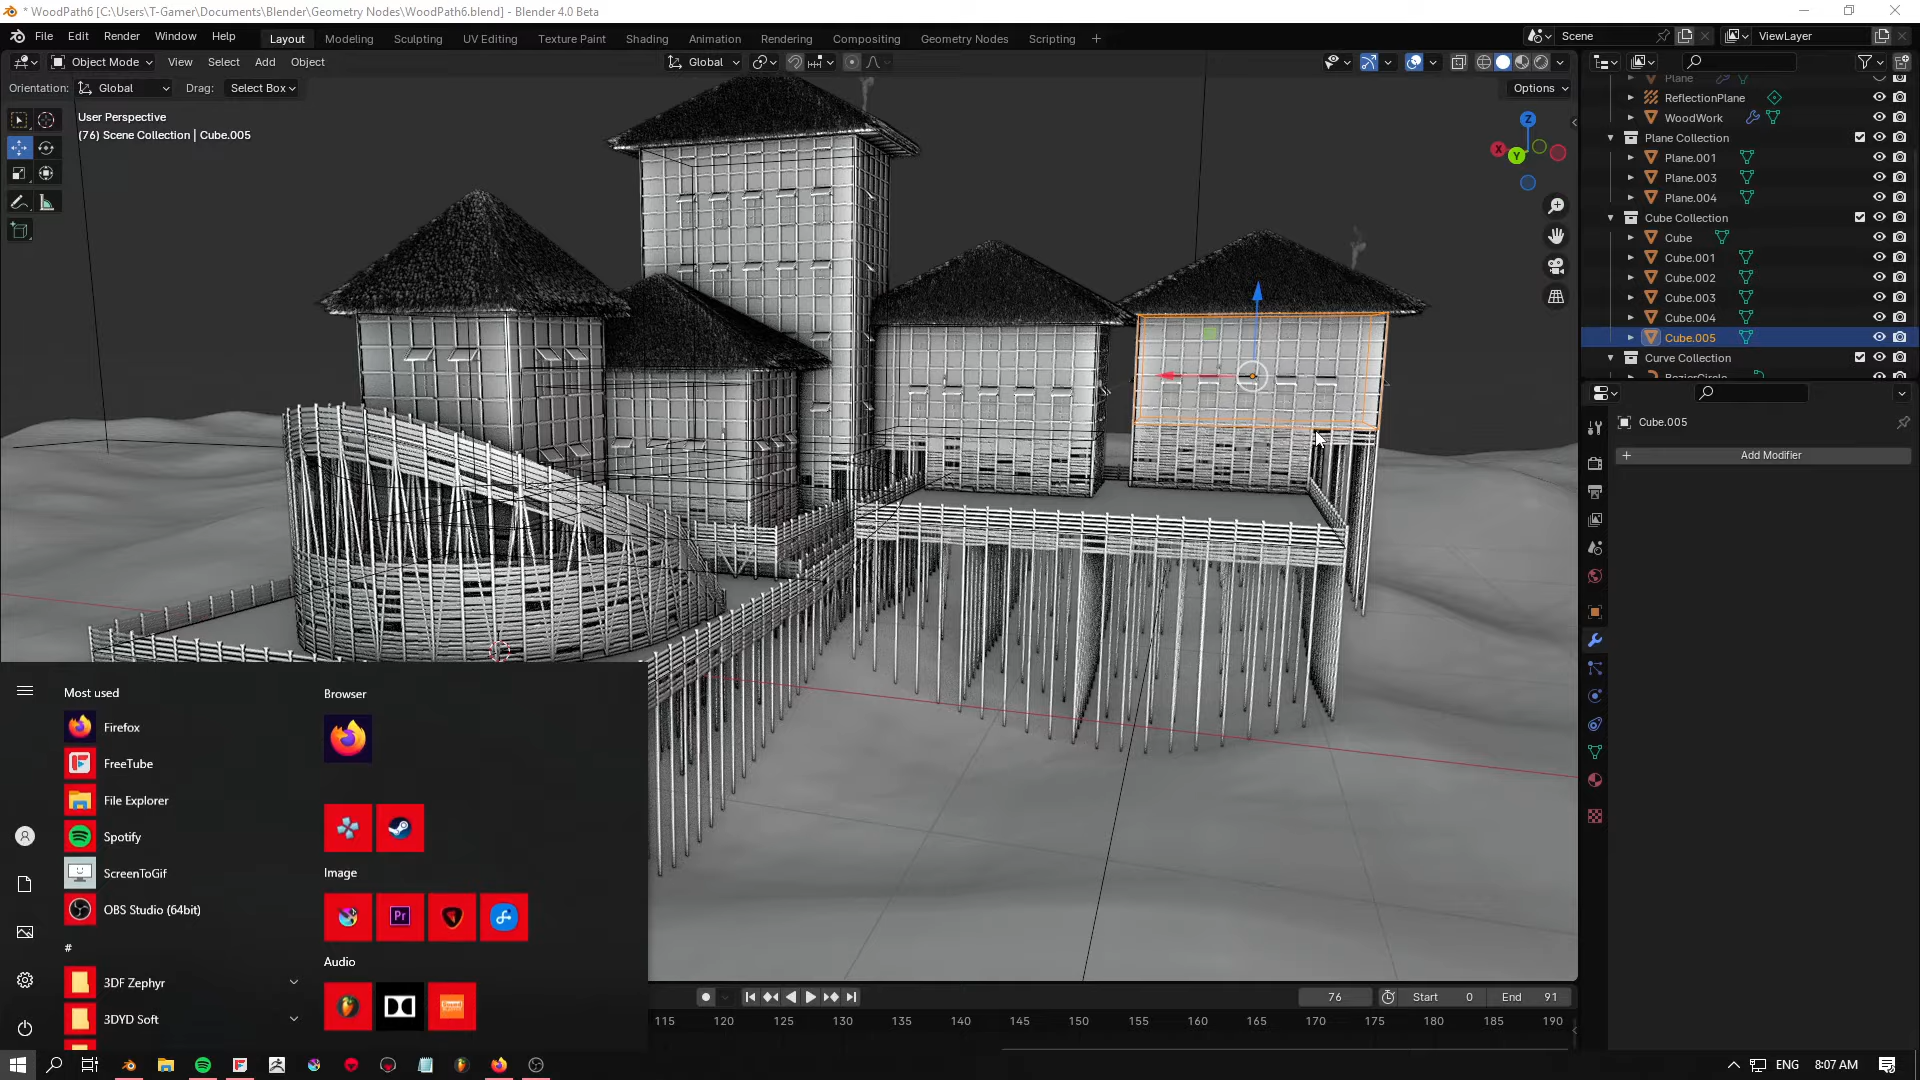 * WoodPath6 [C:\Users\T-Gamer\Documents\Blender\Geometry Nodes\WoodPath6.blend] - Blender 4.0 Beta
File Edit Render Window Help Layout Modeling Sculpting UV Editing Texture Paint Shading Animation Rendering Compositing Geometry Nodes Scripting + Scene ViewLayer
Object Mode View Select Add Object Global
Orientation: Global Drag: Select Box Options
User Perspective
(76) Scene Collection | Cube.005
Z
X
Y
Plane
ReflectionPlane
WoodWork
Plane Collection
Plane.001
Plane.003
Plane.004
Cube Collection
Cube
Cube.001
Cube.002
Cube.003
Cube.004
Cube.005
Curve Collection
BezierCircle
Cube.005
+ Add Modifier
Most used
Firefox
FreeTube
File Explorer
Spotify
ScreenToGif
OBS Studio (64bit)
#
3DF Zephyr
3DYD Soft
Browser
Image
Pr
Audio
76 Start 0 End 91
115 120 125 130 135 140 145 150 155 160 165 170 175 180 185 190
ENG 8:07 AM